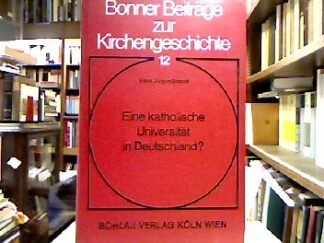 Bonner Beiträge
zur
Kirchengeschichte
12
Hans Jürgen Brandt
Eine katholische
Universität
in Deutschland?
BÖHLAU VERLAG KÖLN WIEN